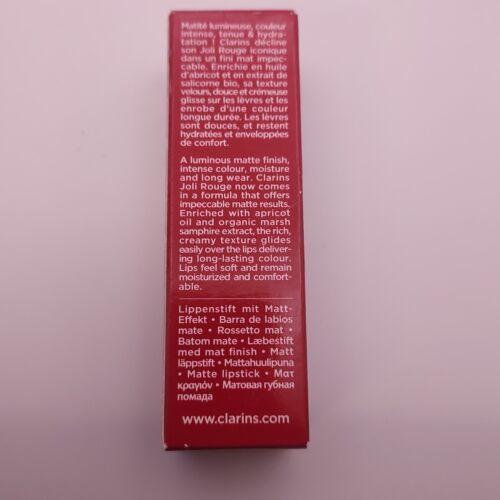 Matité lumineuse, couleur
intense, tenue & hydra-
tation ! Clarins décline
son Joli Rouge iconique
dans un fini mat impec-
cable. Enrichie en huile
d'abricot et en extrait de
salicorne bio, sa texture
velours, douce et crémeuse
glisse sur les lèvres et les
enrobe d'une couleur
longue durée. Les lèvres
sont douces, et restent
hydratées et enveloppées
de confort.
A luminous matte finish,
intense colour, moisture
and long wear. Clarins
Joli Rouge now comes
in a formula that offers
impeccable matte results.
Enriched with apricot
oil and organic marsh
samphire extract, the rich,
creamy texture glides
easily over the lips deliver-
ing long-lasting colour.
Lips feel soft and remain
moisturized and comfort-
able.
Lippenstift mit Matt-
Effekt • Barra de labios
mate • Rossetto mat •
Batom mate • Læbestift
med mat finish • Matt
läppstift • Mattahuulipuna
• Matte lipstick • Ματ
κραγιόν • Матовая губная
помада
www.clarins.com